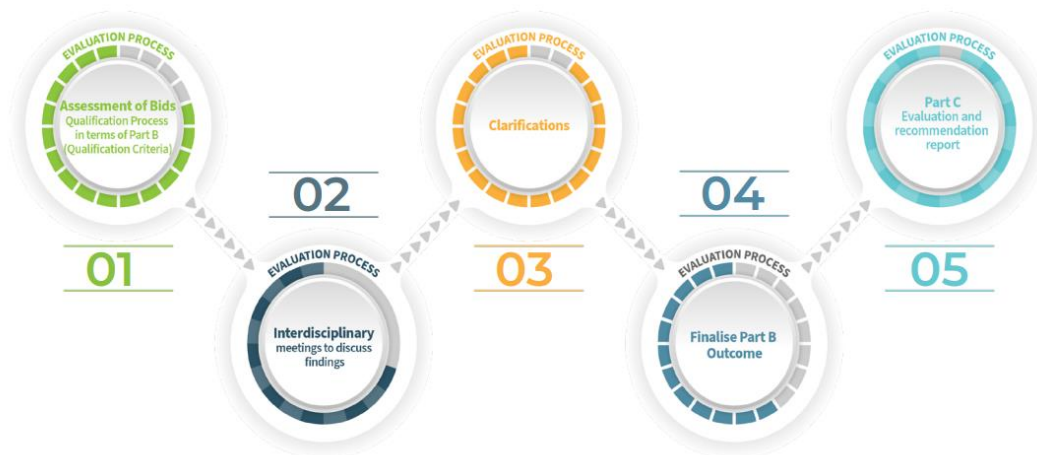 EVALUATION PROCESS
Assessment of Bids
Qualification Process
in terms of Part B
(Qualification Criteria)
01
02
EVALUATION PROCESS
Interdisciplinary
meetings to discuss
findings
EVALUATION PROCESS
Clarifications
03
04
EVALUATION PROCESS
Finalise Part B
Outcome
EVALUATION PROCESS
Part C
Evaluation and
recommendation
report
05